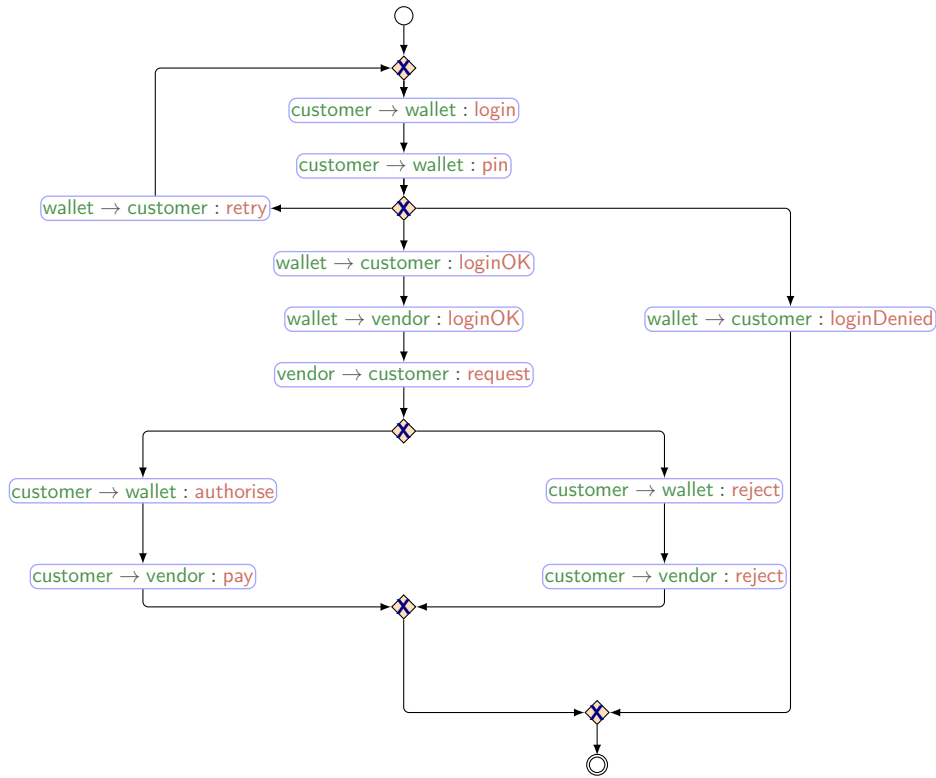 customer → wallet : login
customer → wallet : pin
wallet → customer : retry
wallet → customer : loginOK
wallet → vendor : loginOK
wallet → customer : loginDenied
vendor → customer : request
customer → wallet : authorise
customer → wallet : reject
customer → vendor : pay
customer → vendor : reject